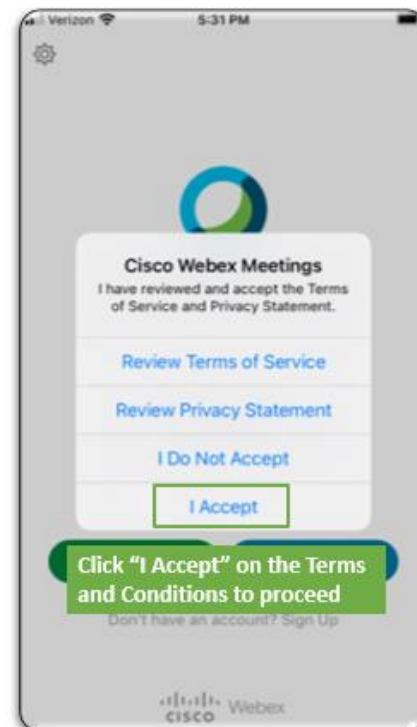 Verizon 5:31 PM
Cisco Webex Meetings
I have reviewed and accept the Terms
of Service and Privacy Statement.
Review Terms of Service
Review Privacy Statement
I Do Not Accept
I Accept
Click “I Accept” on the Terms
and Conditions to proceed
Don't have an account? Sign Up
CISCO Webex